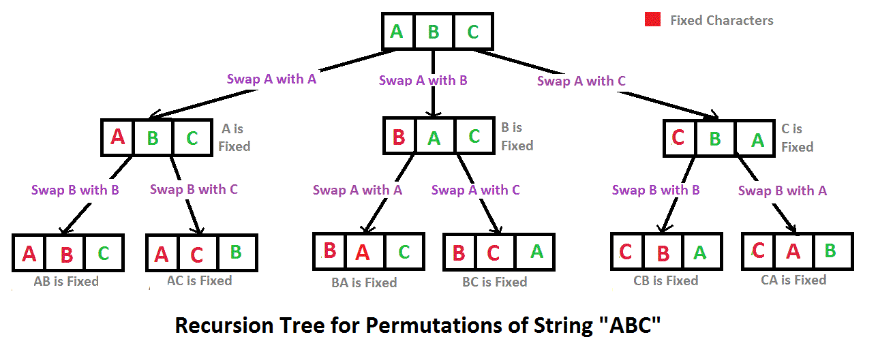 A B C
Fixed Characters
Swap A with A
Swap A with B
Swap A with C
A B C
A is
Fixed
B A C
B is
Fixed
C B A
C is
Fixed
Swap B with B
Swap B with C
Swap A with A
Swap A with C
Swap B with B
Swap B with A
A B C
A C B
B A C
B C A
C B A
C A B
AB is Fixed
AC is Fixed
BA is Fixed
BC is Fixed
CB is Fixed
CA is Fixed
Recursion Tree for Permutations of String "ABC"